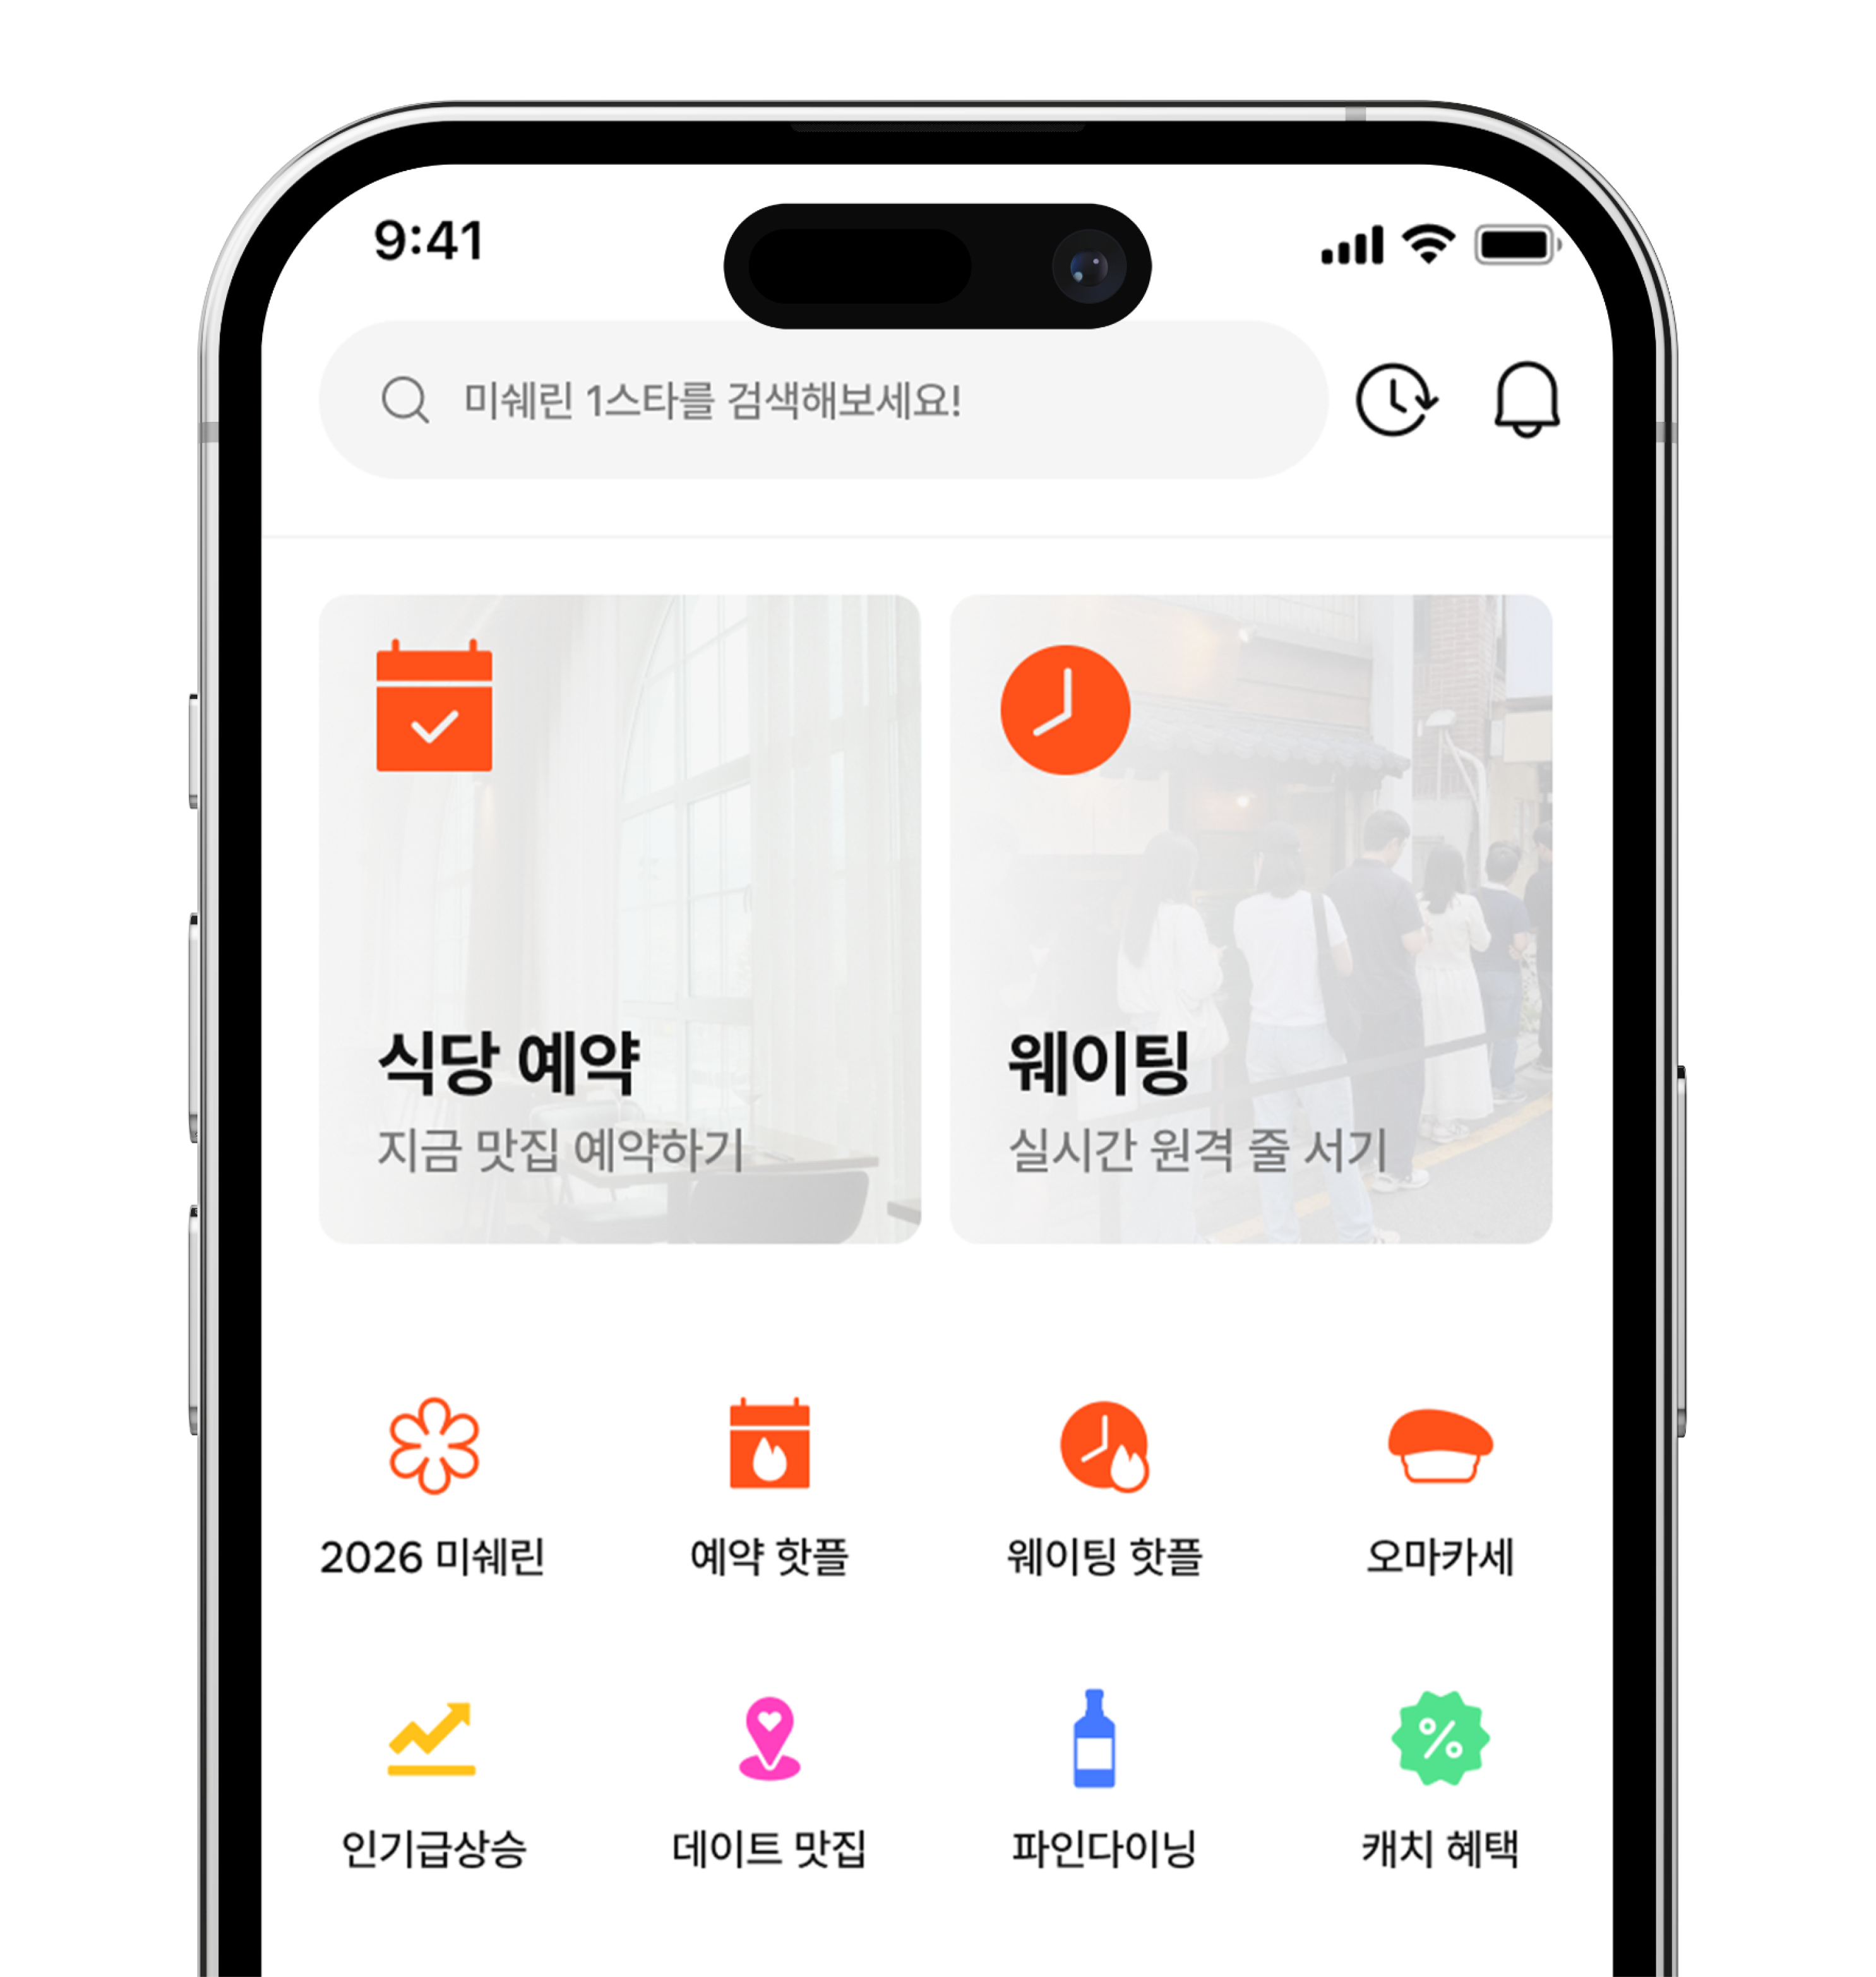 9:41
미쉐린 1스타를 검색해보세요!
식당 예약
지금 맛집 예약하기
웨이팅
실시간 원격 줄 서기
2026 미쉐린
예약 핫플
웨이팅 핫플
오마카세
인기급상승
데이트 맛집
파인다이닝
캐치 혜택